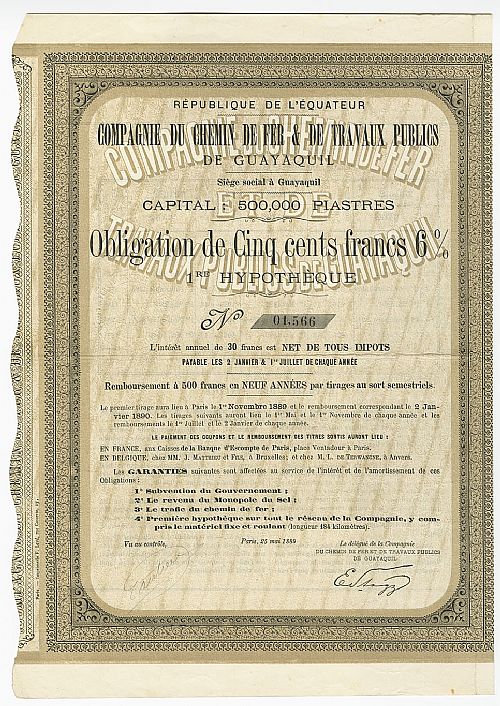 RÉPUBLIQUE DE L'ÉQUATEUR
COMPAGNIE DU CHEMIN DE FER & DE TRAVAUX PUBLICS
DE GUAYAQUIL
Siège social à Guayaquil
CAPITAL 500,000 PIASTRES
Obligation de Cinq cents francs 6%
1RE HYPOTHÈQUE
No 01,566
L'intérêt annuel de 30 francs est NET DE TOUS IMPOTS
PAYABLE LES 2 JANVIER & 1er JUILLET DE CHAQUE ANNÉE
Remboursement à 500 francs en NEUF ANNÉES par tirages au sort semestriels.
Le premier tirage aura lieu à Paris le 1er Novembre 1889 et le remboursement correspondant le 2 Jan-
vier 1890. Les tirages suivants auront lieu le 1er Mai et le 1er Novembre de chaque année et les
remboursements le 1er Juillet et le 2 Janvier de chaque année.
LE PAIEMENT DES COUPONS ET LE REMBOURSEMENT DES TITRES SORTIS AURONT LIEU :
EN FRANCE, aux Caisses de la Banque d'Escompte de Paris, place Ventadour à Paris.
EN BELGIQUE, chez MM. J. MATTHIEU et FILS, à Bruxelles; et chez M. L. DE TERWANGNE, à Anvers.
Les GARANTIES suivantes sont affectées au service de l'intérêt et de l'amortissement de ces
Obligations :
1° Subvention du Gouvernement ;
2° Le revenu du Monopole du Sel ;
3° Le trafic du chemin de fer ;
4° Première hypothèque sur tout le réseau de la Compagnie, y com-
pris le matériel fixe et roulant (longueur 184 kilomètres).
Vu au contrôle,
Paris, 25 mai 1889
Le délégué de la Compagnie
DU CHEMIN DE FER ET DE TRAVAUX PUBLICS
DE GUAYAQUIL